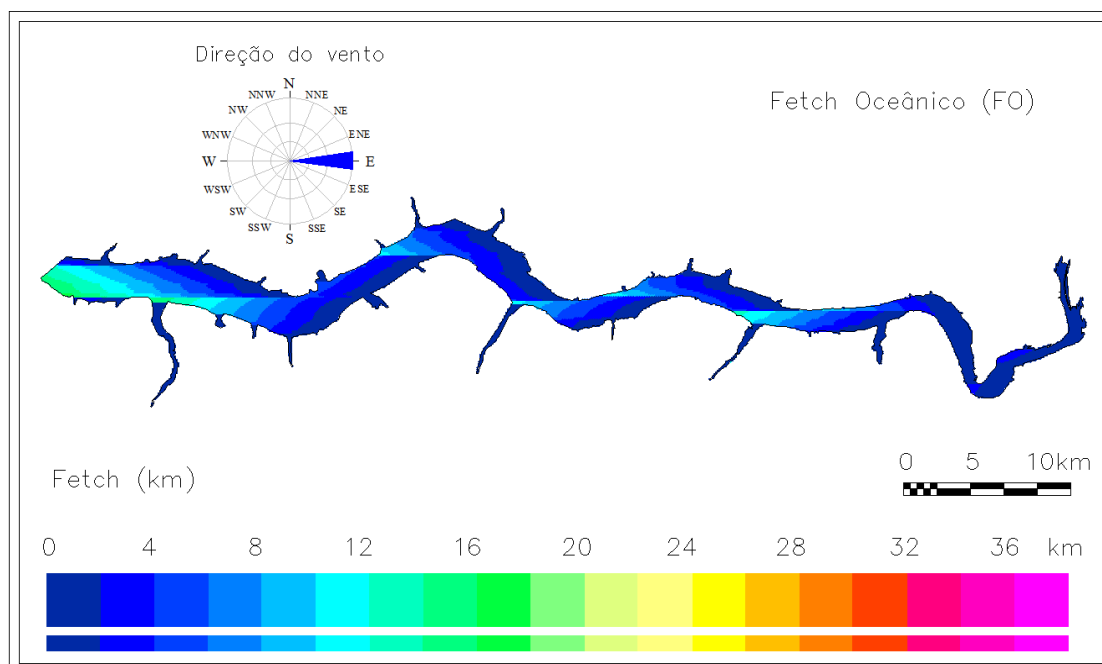 Direção do vento
Fetch Oceânico (FO)
N
NNW NNE
NW NE
WNW ENE
W E
WSW ESE
SW SE
SSW SSE
S
Fetch (km)
0 5 10km
0 4 8 12 16 20 24 28 32 36 km